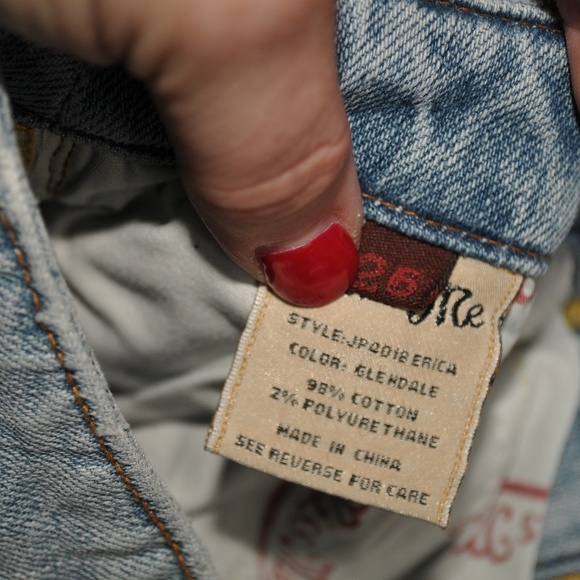 26
Me
STYLE:JP4018 ERICA
COLOR: GLENDALE
98% COTTON
2% POLYURETHANE
MADE IN CHINA
SEE REVERSE FOR CARE